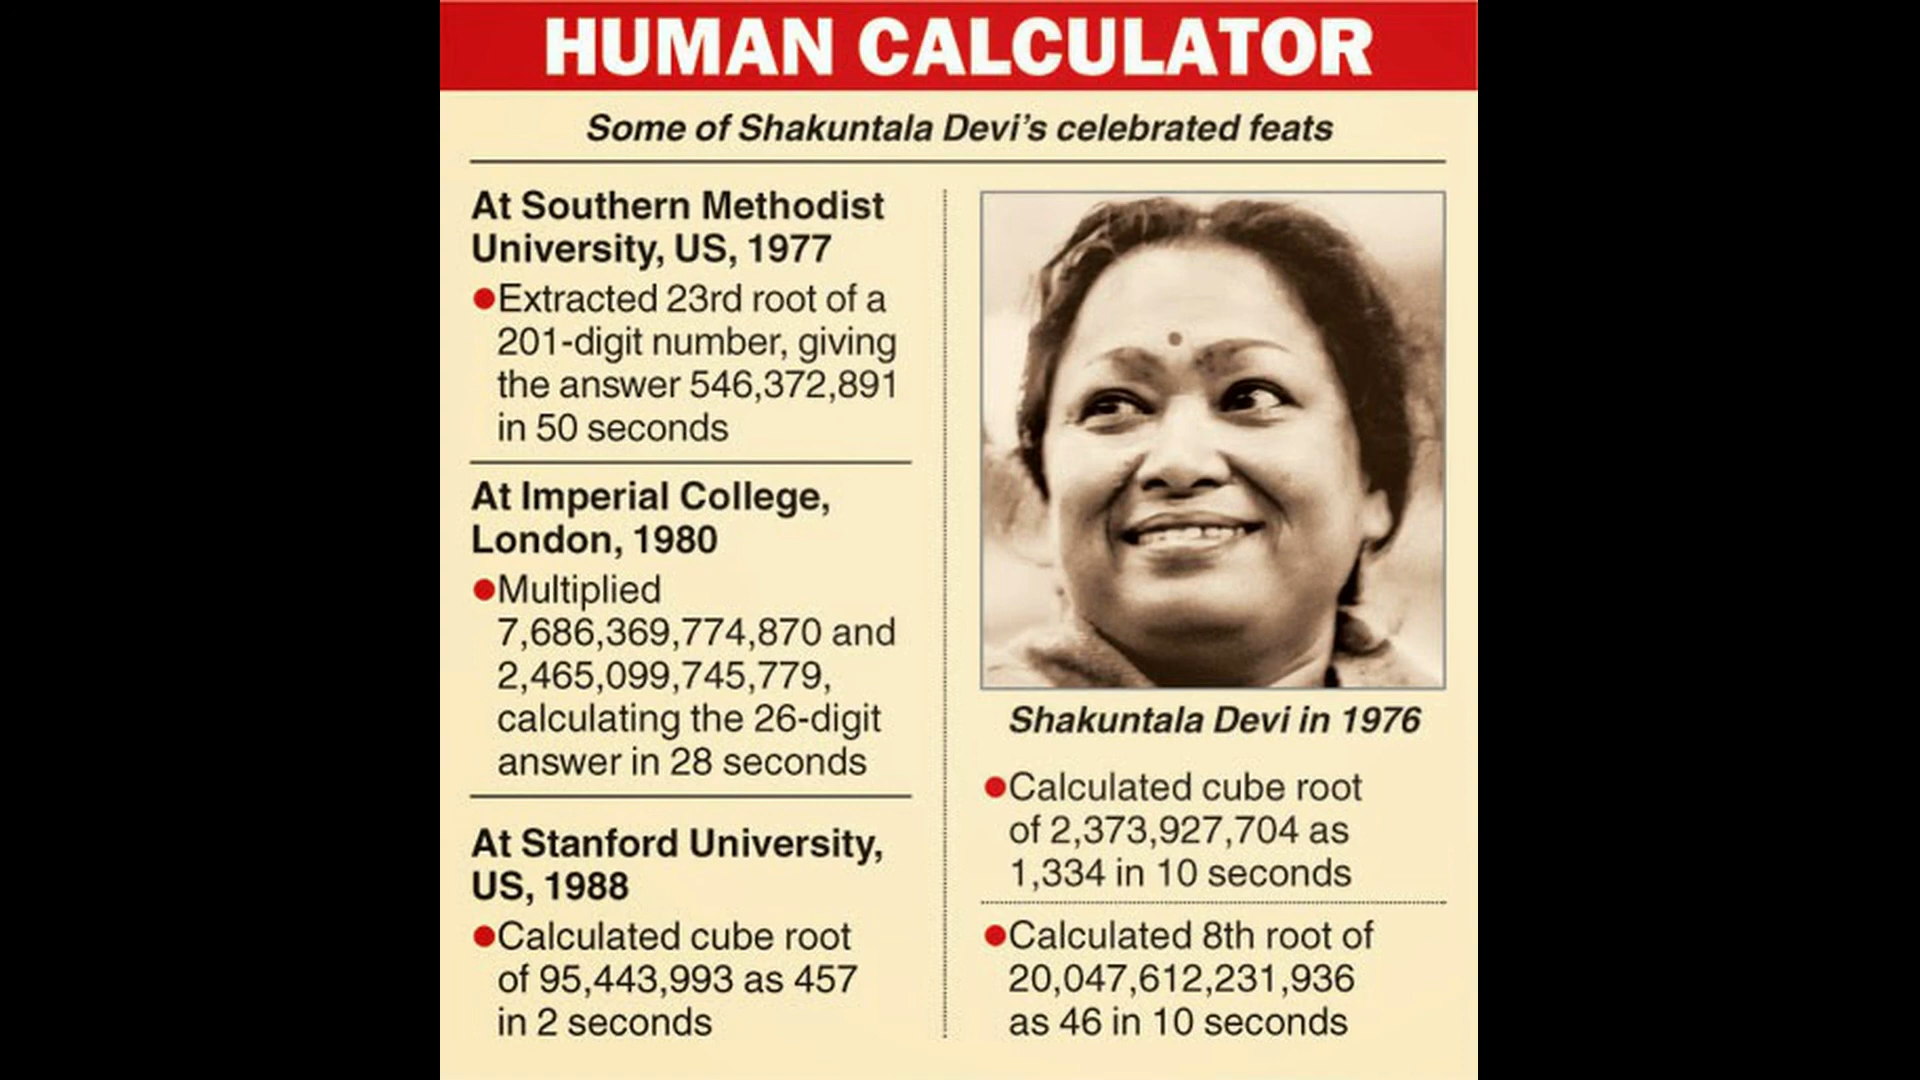 HUMAN CALCULATOR
Some of Shakuntala Devi's celebrated feats
At Southern Methodist
University, US, 1977
●Extracted 23rd root of a
201-digit number, giving
the answer 546,372,891
in 50 seconds
At Imperial College,
London, 1980
●Multiplied
7,686,369,774,870 and
2,465,099,745,779,
calculating the 26-digit
answer in 28 seconds
At Stanford University,
US, 1988
●Calculated cube root
of 95,443,993 as 457
in 2 seconds
Shakuntala Devi in 1976
●Calculated cube root
of 2,373,927,704 as
1,334 in 10 seconds
●Calculated 8th root of
20,047,612,231,936
as 46 in 10 seconds